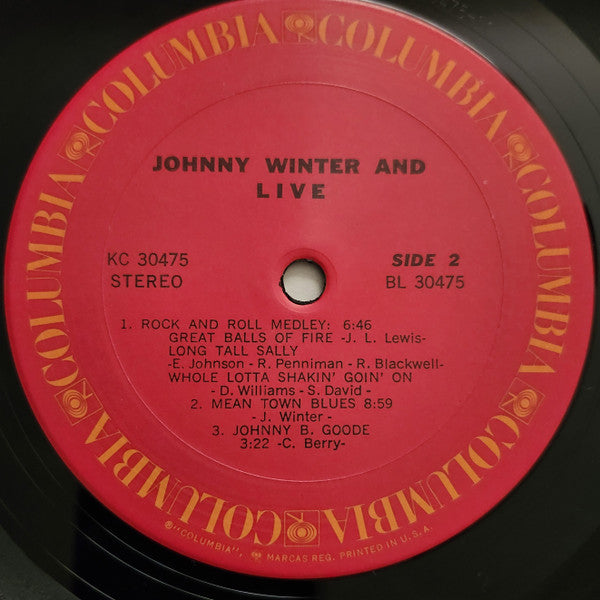 COLUMBIA COLUMBIA COLUMBIA COLUMBIA COLUMBIA COLUMBIA COLUMBIA
JOHNNY WINTER AND
LIVE
KC 30475 SIDE 2
STEREO BL 30475
1. ROCK AND ROLL MEDLEY: 6:46
GREAT BALLS OF FIRE -J. L. Lewis-
LONG TALL SALLY
-E. Johnson - R. Penniman - R. Blackwell-
WHOLE LOTTA SHAKIN' GOIN' ON
- D. Williams - S. David -
2. MEAN TOWN BLUES 8:59
- J. Winter -
3. JOHNNY B. GOODE
3:22 -C. Berry-
®"COLUMBIA", MARCAS REG. PRINTED IN U.S.A.